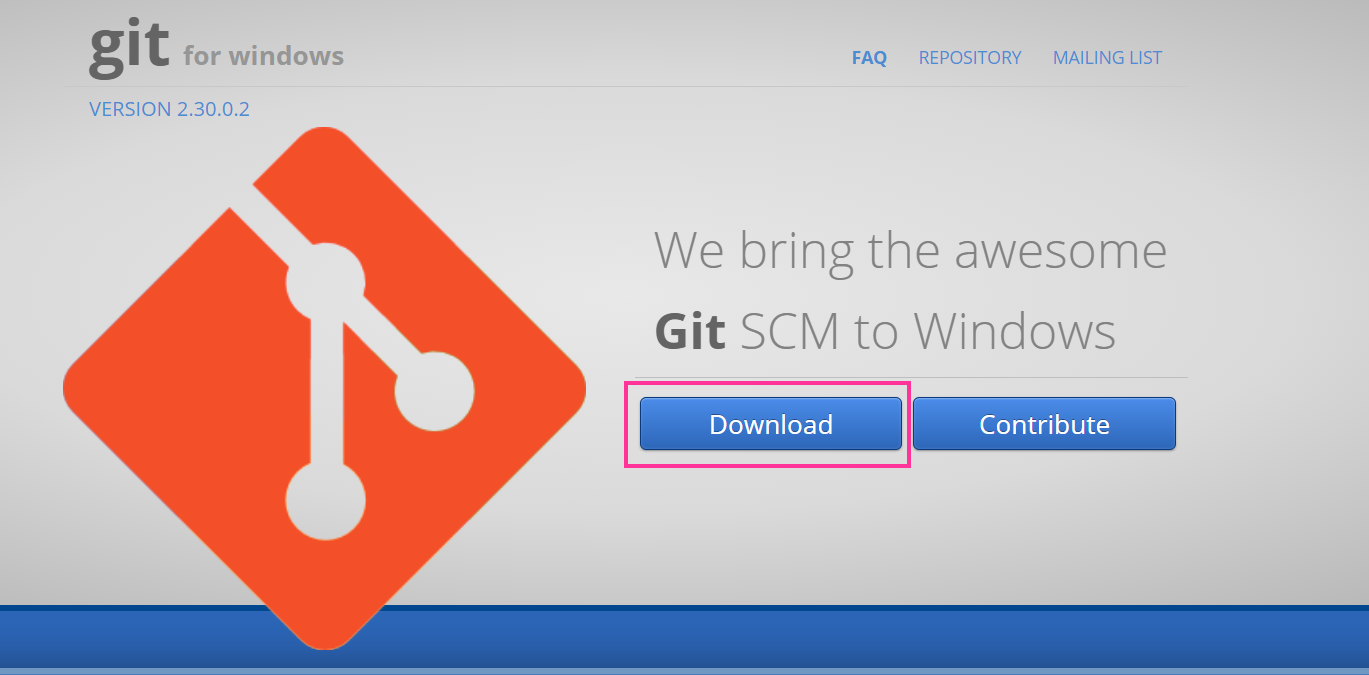 git for windows
FAQ REPOSITORY MAILING LIST
VERSION 2.30.0.2
We bring the awesome
Git SCM to Windows
Download Contribute